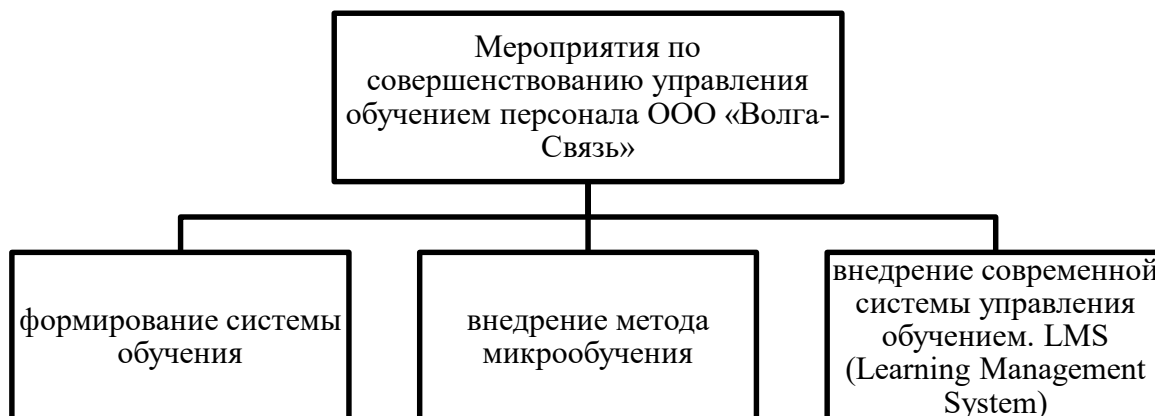 Мероприятия по
совершенствованию управления
обучением персонала ООО «Волга-
Связь»
формирование системы
обучения
внедрение метода
микрообучения
внедрение современной
системы управления
обучением. LMS
(Learning Management
System)